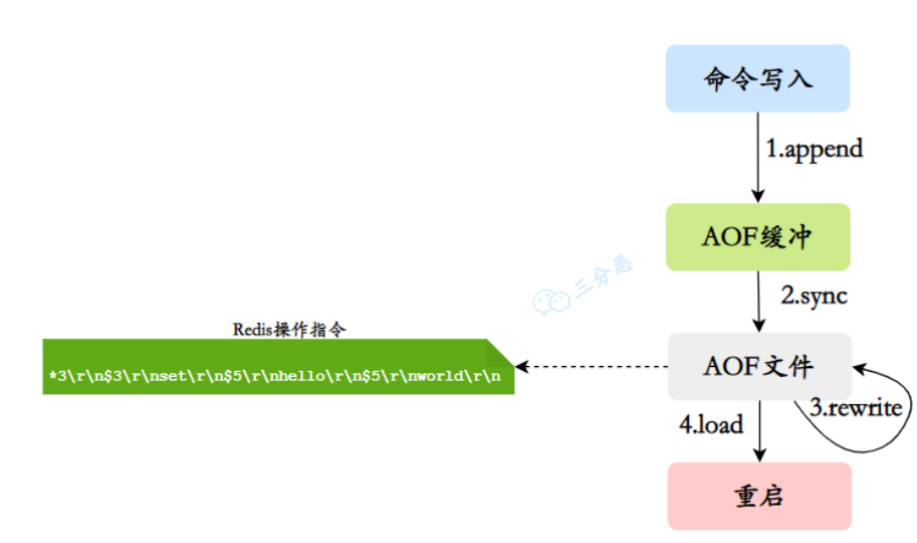 命令写入
1.append
AOF缓冲
三分恶
2.sync
Redis操作指令
*3\r\n$3\r\nset\r\n$5\r\nhello\r\n$5\r\nworld\r\n
AOF文件
3.rewrite
4.load
重启